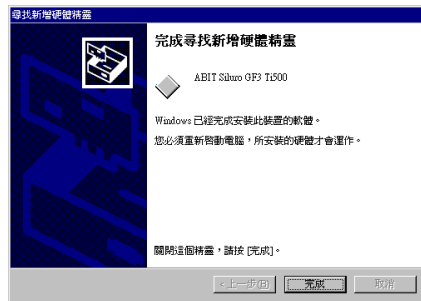 尋找新增硬體精靈
完成尋找新增硬體精靈
ABIT Siluro GF3 Ti500
Windows 已經完成安裝此裝置的軟體。
您必須重新啓動電腦，所安裝的硬體才會運作。
關閉這個精靈，請按 [完成]。
<上一步(B) 完成 取消